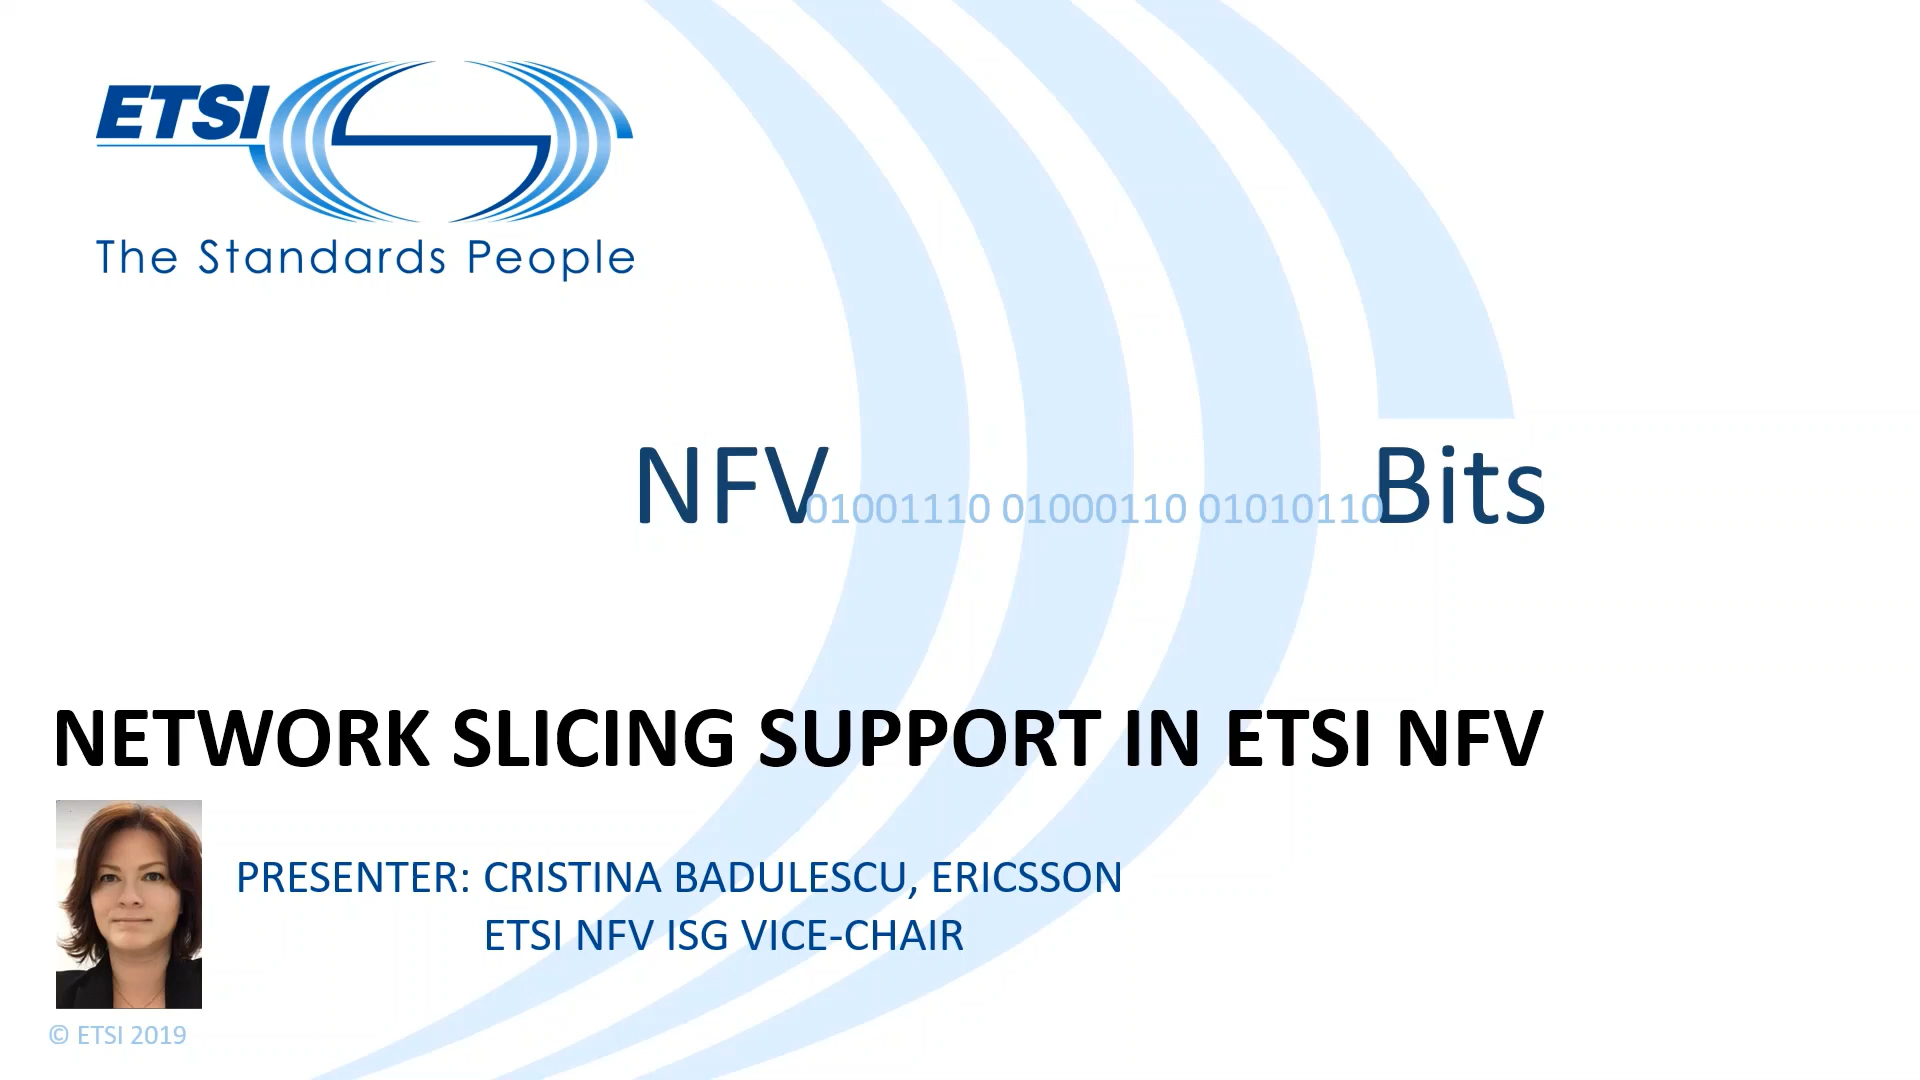 ETSI
The Standards People
NFV 01001110 01000110 01010110 Bits
NETWORK SLICING SUPPORT IN ETSI NFV
PRESENTER: CRISTINA BADULESCU, ERICSSON
ETSI NFV ISG VICE-CHAIR
© ETSI 2019